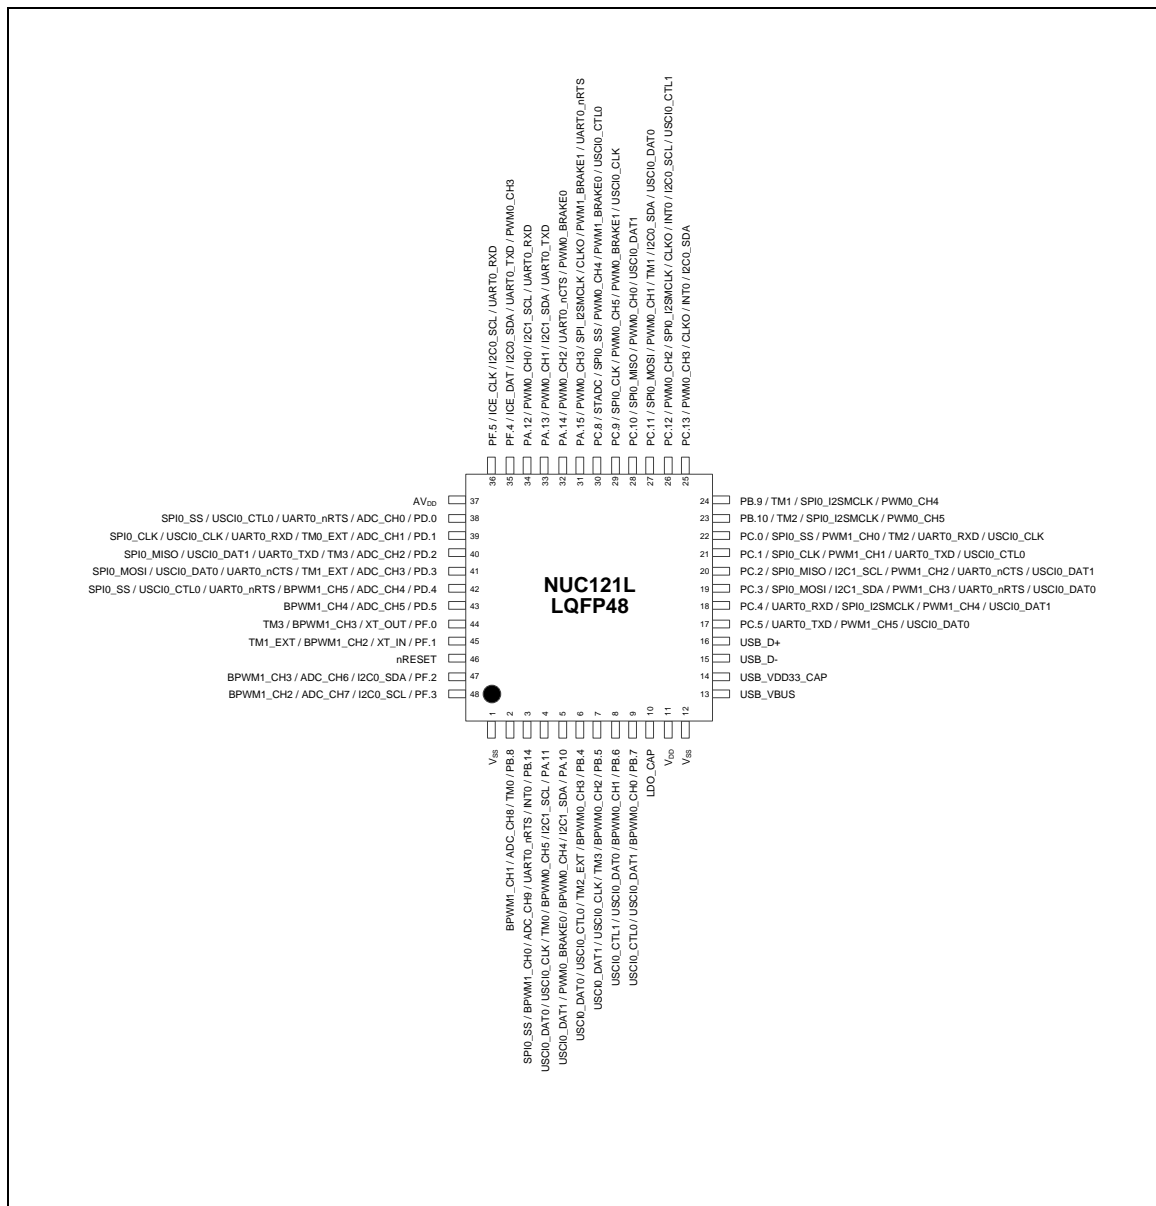 PF.5 / ICE_CLK / I2C0_SCL / UART0_RXD
PF.4 / ICE_DAT / I2C0_SDA / UART0_TXD / PWM0_CH3
PA.12 / PWM0_CH0 / I2C1_SCL / UART0_RXD
PA.13 / PWM0_CH1 / I2C1_SDA / UART0_TXD
PA.14 / PWM0_CH2 / UART0_nCTS / PWM0_BRAKE0
PA.15 / PWM0_CH3 / SPI_I2SMCLK / CLKO / PWM1_BRAKE1 / UART0_nRTS
PC.8 / STADC / SPI0_SS / PWM0_CH4 / PWM1_BRAKE0 / USCI0_CTL0
PC.9 / SPI0_CLK / PWM0_CH5 / PWM0_BRAKE1 / USCI0_CLK
PC.10 / SPI0_MISO / PWM0_CH0 / USCI0_DAT1
PC.11 / SPI0_MOSI / PWM0_CH1 / TM1 / I2C0_SDA / USCI0_DAT0
PC.12 / PWM0_CH2 / SPI0_I2SMCLK / CLKO / INT0 / I2C0_SCL / USCI0_CTL1
PC.13 / PWM0_CH3 / CLKO / INT0 / I2C0_SDA
36 35 34 33 32 31 30 29 28 27 26 25
AVDD 37
SPI0_SS / USCI0_CTL0 / UART0_nRTS / ADC_CH0 / PD.0 38
SPI0_CLK / USCI0_CLK / UART0_RXD / TM0_EXT / ADC_CH1 / PD.1 39
SPI0_MISO / USCI0_DAT1 / UART0_TXD / TM3 / ADC_CH2 / PD.2 40
SPI0_MOSI / USCI0_DAT0 / UART0_nCTS / TM1_EXT / ADC_CH3 / PD.3 41
SPI0_SS / USCI0_CTL0 / UART0_nRTS / BPWM1_CH5 / ADC_CH4 / PD.4 42
BPWM1_CH4 / ADC_CH5 / PD.5 43
TM3 / BPWM1_CH3 / XT_OUT / PF.0 44
TM1_EXT / BPWM1_CH2 / XT_IN / PF.1 45
nRESET 46
BPWM1_CH3 / ADC_CH6 / I2C0_SDA / PF.2 47
BPWM1_CH2 / ADC_CH7 / I2C0_SCL / PF.3 48
NUC121L
LQFP48
24 PB.9 / TM1 / SPI0_I2SMCLK / PWM0_CH4
23 PB.10 / TM2 / SPI0_I2SMCLK / PWM0_CH5
22 PC.0 / SPI0_SS / PWM1_CH0 / TM2 / UART0_RXD / USCI0_CLK
21 PC.1 / SPI0_CLK / PWM1_CH1 / UART0_TXD / USCI0_CTL0
20 PC.2 / SPI0_MISO / I2C1_SCL / PWM1_CH2 / UART0_nCTS / USCI0_DAT1
19 PC.3 / SPI0_MOSI / I2C1_SDA / PWM1_CH3 / UART0_nRTS / USCI0_DAT0
18 PC.4 / UART0_RXD / SPI0_I2SMCLK / PWM1_CH4 / USCI0_DAT1
17 PC.5 / UART0_TXD / PWM1_CH5 / USCI0_DAT0
16 USB_D+
15 USB_D-
14 USB_VDD33_CAP
13 USB_VBUS
1 2 3 4 5 6 7 8 9 10 11 12
VSS
BPWM1_CH1 / ADC_CH8 / TM0 / PB.8
SPI0_SS / BPWM1_CH0 / ADC_CH9 / UART0_nRTS / INT0 / PB.14
USCI0_DAT0 / USCI0_CLK / TM0 / BPWM0_CH5 / I2C1_SCL / PA.11
USCI0_DAT1 / PWM0_BRAKE0 / BPWM0_CH4 / I2C1_SDA / PA.10
USCI0_DAT0 / USCI0_CTL0 / TM2_EXT / BPWM0_CH3 / PB.4
USCI0_DAT1 / USCI0_CLK / TM3 / BPWM0_CH2 / PB.5
USCI0_CTL1 / USCI0_DAT0 / BPWM0_CH1 / PB.6
USCI0_CTL0 / USCI0_DAT1 / BPWM0_CH0 / PB.7
LDO_CAP
VDD
VSS